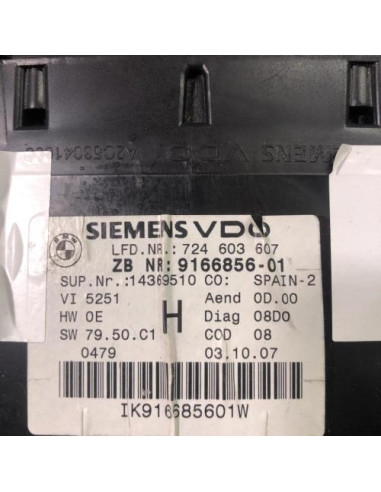 SIEMENS VDO
LFD.NR.: 724 603 607
ZB NR: 9166856-01
SUP.Nr.:14369510 CO: SPAIN-2
VI 5251 Aend 0D.00
HW 0E H Diag 08D0
SW 79.50.C1 COD 08
0479 03.10.07
IK916685601W